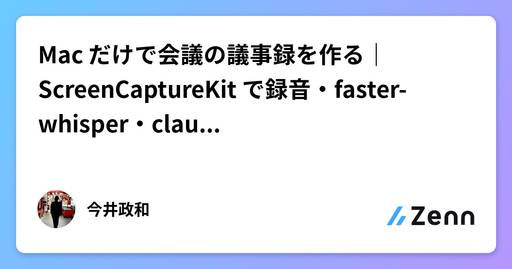 Mac だけで会議の議事録を作る｜
ScreenCaptureKit で録音・faster-
whisper・clau...
今井政和
Zenn